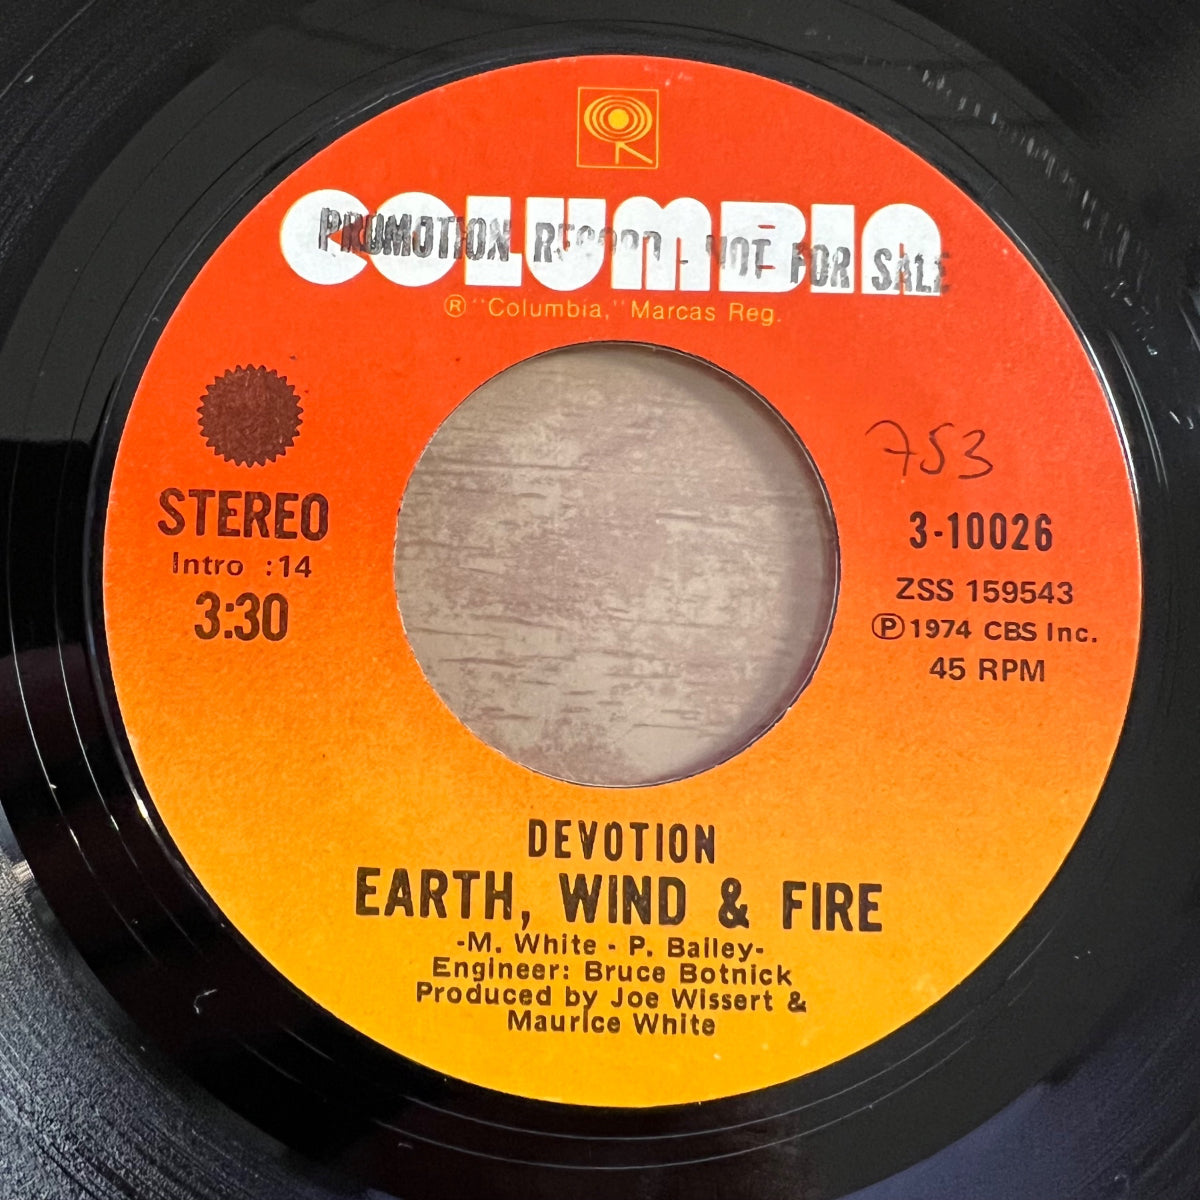 COLUMBIA
PROMOTION RECORD - NOT FOR SALE
® "Columbia," Marcas Reg.
STEREO
Intro :14
3:30
753
3-10026
ZSS 159543
Ⓟ1974 CBS Inc.
45 RPM
DEVOTION
EARTH, WIND & FIRE
-M. White - P. Bailey-
Engineer: Bruce Botnick
Produced by Joe Wissert &
Maurice White